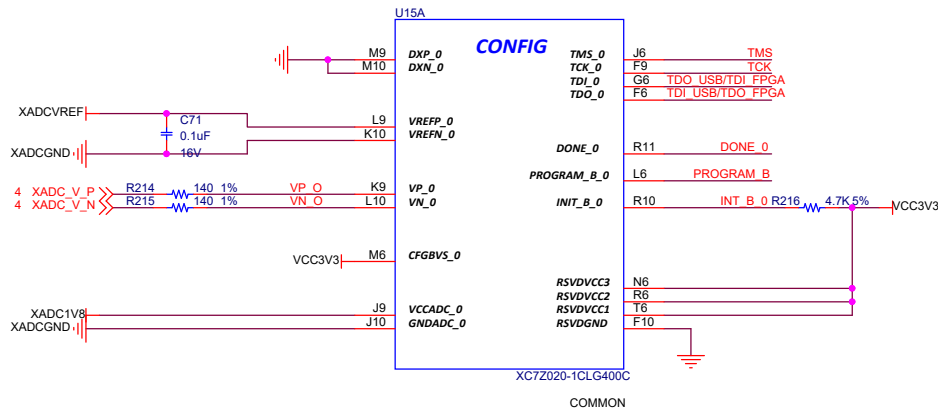 U15A
CONFIG
M9 DXP_0
M10 DXN_0
TMS_0 J6 TMS
TCK_0 F9 TCK
TDI_0 G6 TDO_USB/TDI_FPGA
TDO_0 F6 TDI_USB/TDO_FPGA
XADCVREF
C71
0.1uF
16V
L9 VREFP_0
K10 VREFN_0
XADCGND
DONE_0 R11 DONE_0
PROGRAM_B_0 L6 PROGRAM_B
4 XADC_V_P R214 140 1% VP_O K9 VP_0
4 XADC_V_N R215 140 1% VN_O L10 VN_0
INIT_B_0 R10 INT_B_0 R216 4.7K 5% VCC3V3
VCC3V3 M6 CFGBVS_0
RSVDVCC3 N6
RSVDVCC2 R6
RSVDVCC1 T6
RSVDGND F10
XADC1V8 J9 VCCADC_0
XADCGND J10 GNDADC_0
XC7Z020-1CLG400C
COMMON